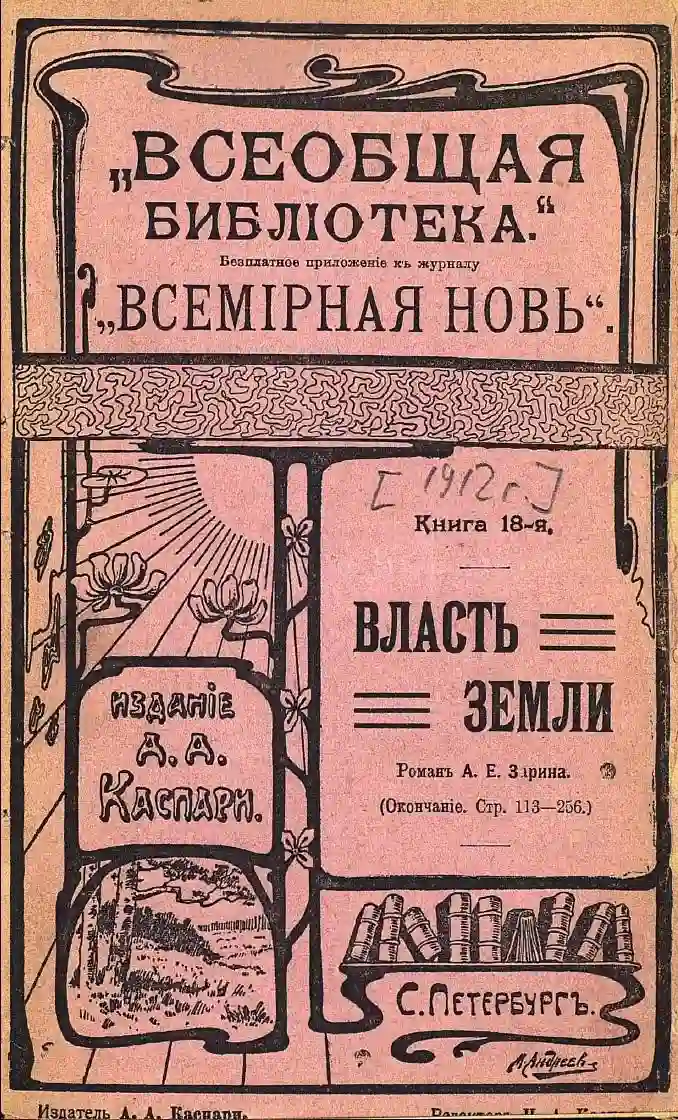 „ВСЕОБЩАЯ
БИБЛІОТЕКА.“
Безплатное приложеніе къ журналу
„ВСЕМІРНАЯ НОВЬ“.
[1912 г.]
Книга 18-я.
ВЛАСТЬ
ЗЕМЛИ
Романъ А. Е. Зарина.
(Окончаніе. Стр. 113—256.)
ИЗДАНІЕ
А. А.
КАСПАРИ.
С. ПЕТЕРБУРГЪ.
А. Андреев
Издатель А. А. Каспари.